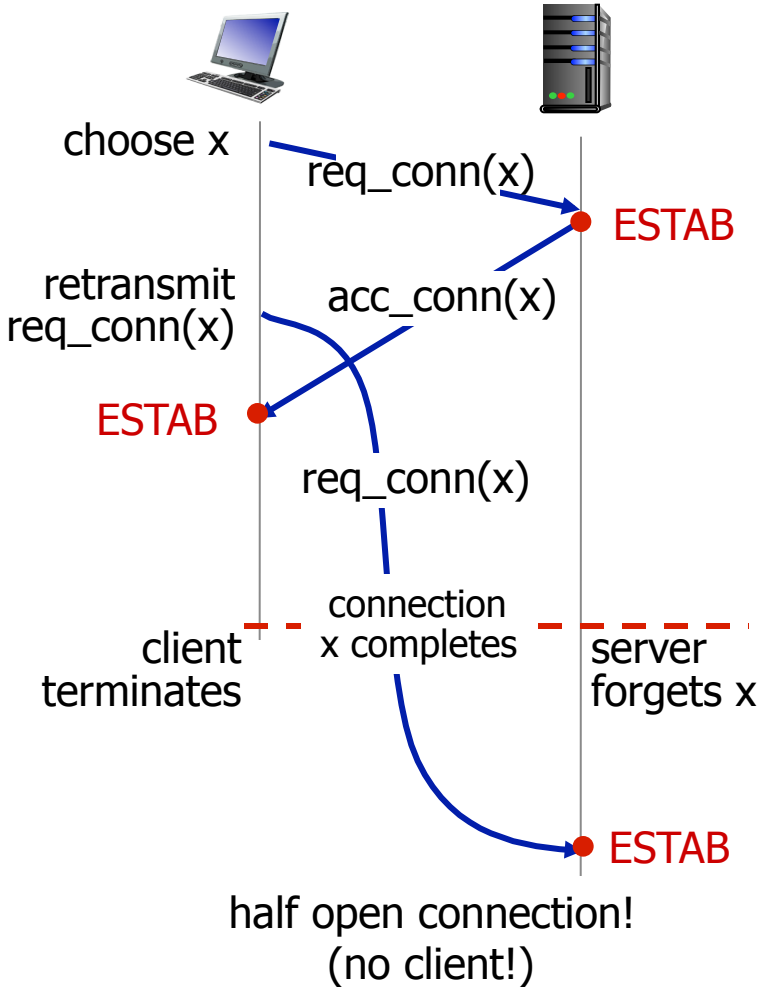 choose x
req_conn(x)
ESTAB
retransmit
req_conn(x)
acc_conn(x)
ESTAB
req_conn(x)
connection
x completes
client
terminates
server
forgets x
ESTAB
half open connection!
(no client!)